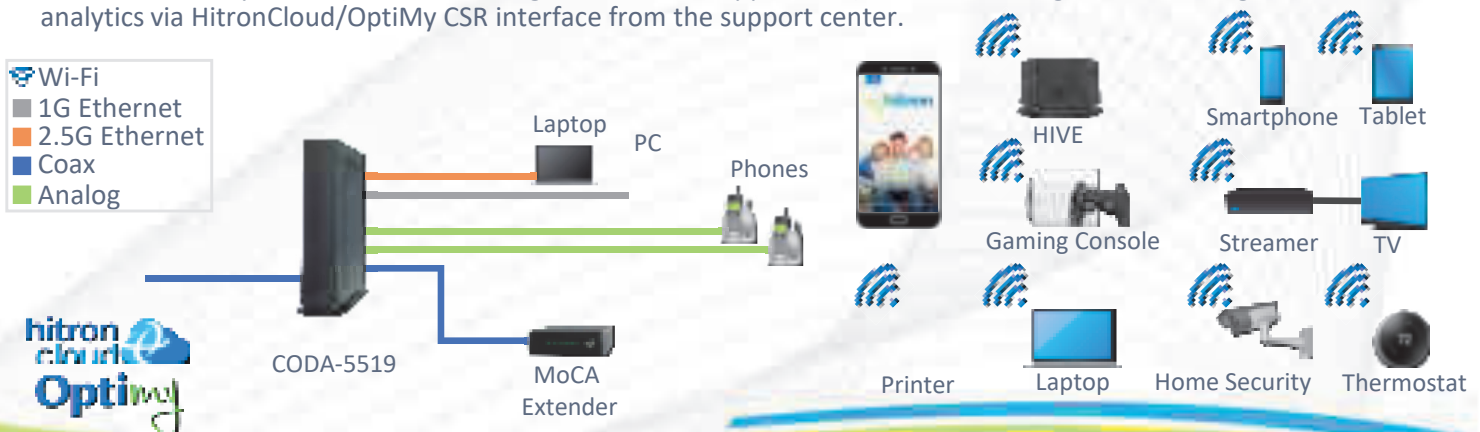 analytics via HitronCloud/OptiMy CSR interface from the support center.
Wi-Fi
1G Ethernet
2.5G Ethernet
Coax
Analog
Laptop
PC
Phones
CODA-5519
MoCA
Extender
hitron
cloud
Optimy
hitron
HIVE
Smartphone
Tablet
Gaming Console
Streamer
TV
Printer
Laptop
Home Security
Thermostat